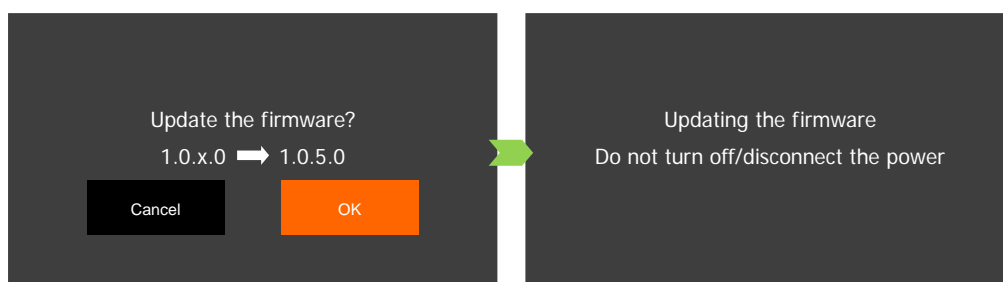 Update the firmware?
1.0.x.0 1.0.5.0
Cancel
OK
Updating the firmware
Do not turn off/disconnect the power